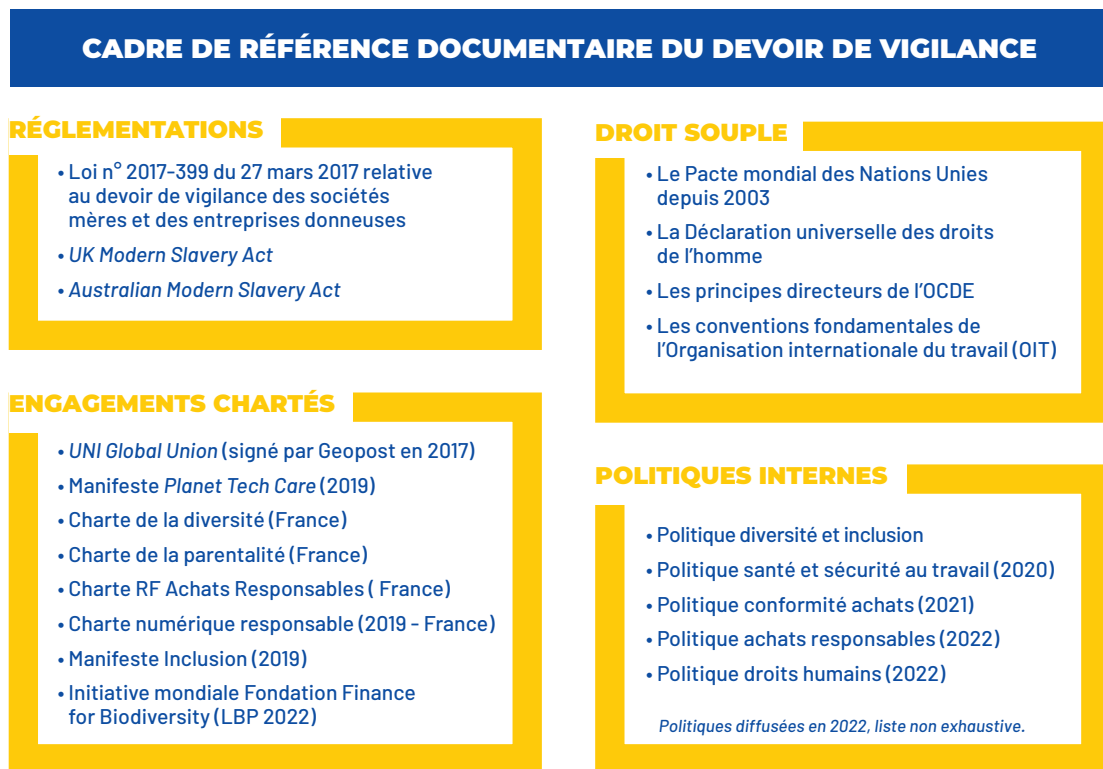 CADRE DE RÉFÉRENCE DOCUMENTAIRE DU DEVOIR DE VIGILANCE
RÉGLEMENTATIONS
• Loi n° 2017-399 du 27 mars 2017 relative
au devoir de vigilance des sociétés
mères et des entreprises donneuses
• UK Modern Slavery Act
• Australian Modern Slavery Act
ENGAGEMENTS CHARTÉS
• UNI Global Union (signé par Geopost en 2017)
• Manifeste Planet Tech Care (2019)
• Charte de la diversité (France)
• Charte de la parentalité (France)
• Charte RF Achats Responsables ( France)
• Charte numérique responsable (2019 - France)
• Manifeste Inclusion (2019)
• Initiative mondiale Fondation Finance
for Biodiversity (LBP 2022)
DROIT SOUPLE
• Le Pacte mondial des Nations Unies
depuis 2003
• La Déclaration universelle des droits
de l'homme
• Les principes directeurs de l'OCDE
• Les conventions fondamentales de
l'Organisation internationale du travail (OIT)
POLITIQUES INTERNES
• Politique diversité et inclusion
• Politique santé et sécurité au travail (2020)
• Politique conformité achats (2021)
• Politique achats responsables (2022)
• Politique droits humains (2022)
Politiques diffusées en 2022, liste non exhaustive.